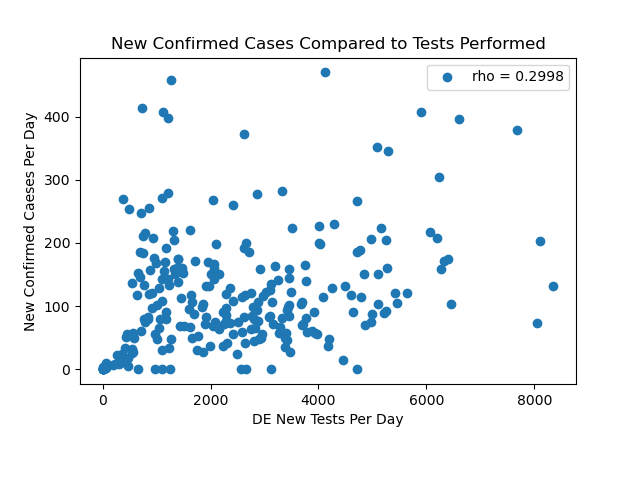 New Confirmed Cases Compared to Tests Performed
rho = 0.2998
New Confirmed Caeses Per Day
400
300
200
100
0
0 2000 4000 6000 8000
DE New Tests Per Day